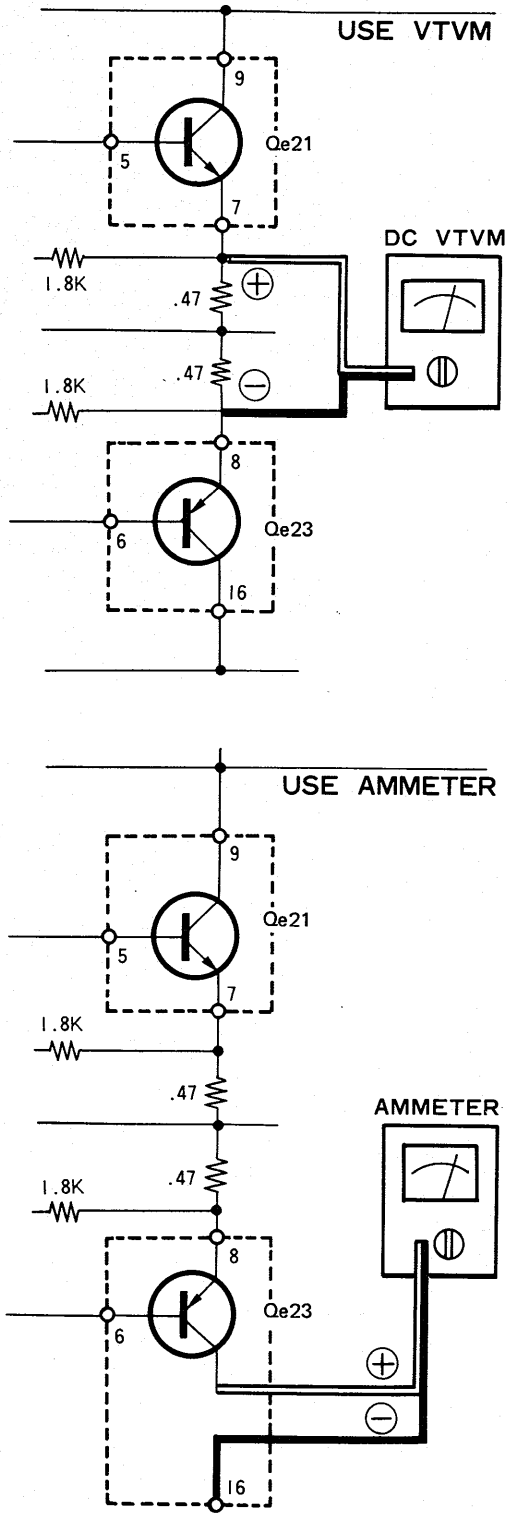 USE VTVM
9
Qe21
5
7
DC VTVM
1.8K
+
.47
.47
−
1.8K
8
6
Qe23
16
USE AMMETER
9
Qe21
5
7
1.8K
.47
AMMETER
.47
1.8K
8
Qe23
6
+
−
16